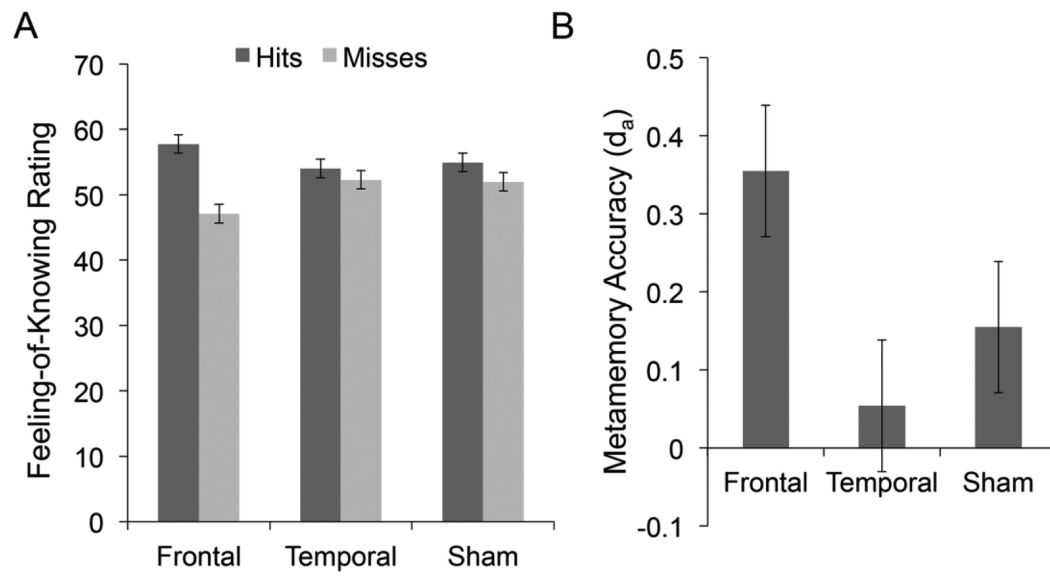 A
Hits Misses
Feeling-of-Knowing Rating
70
60
50
40
30
20
10
0
Frontal Temporal Sham
B
Metamemory Accuracy (da)
0.5
0.4
0.3
0.2
0.1
0
-0.1
Frontal Temporal Sham